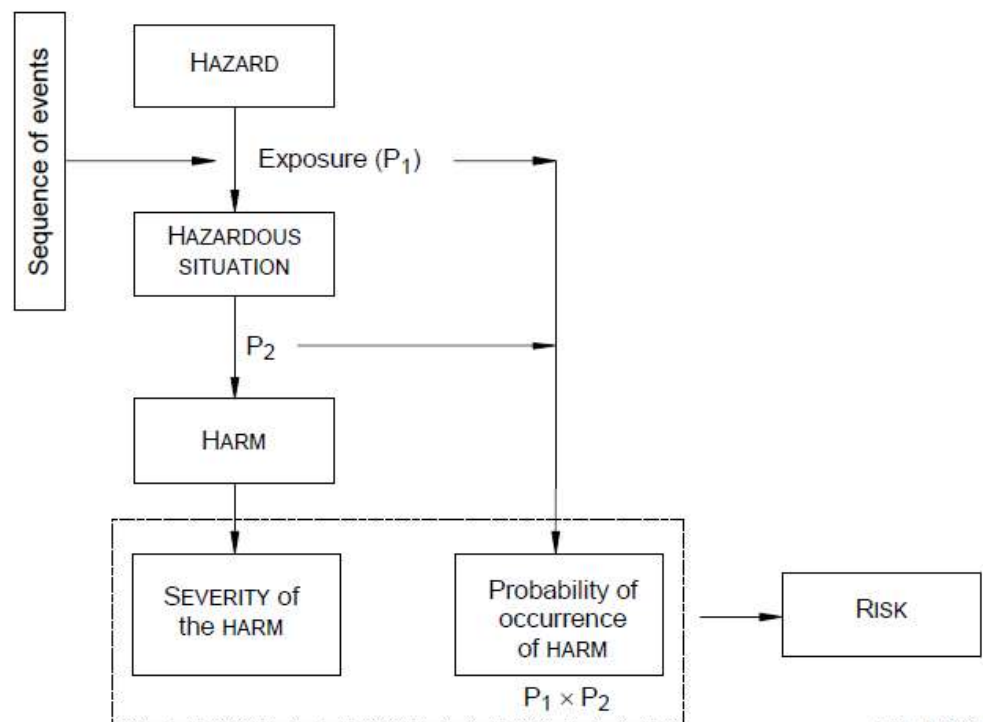 Sequence of events
HAZARD
Exposure (P₁)
HAZARDOUS
SITUATION
P₂
HARM
SEVERITY of
the HARM
Probability of
occurrence
of HARM
P₁ × P₂
RISK